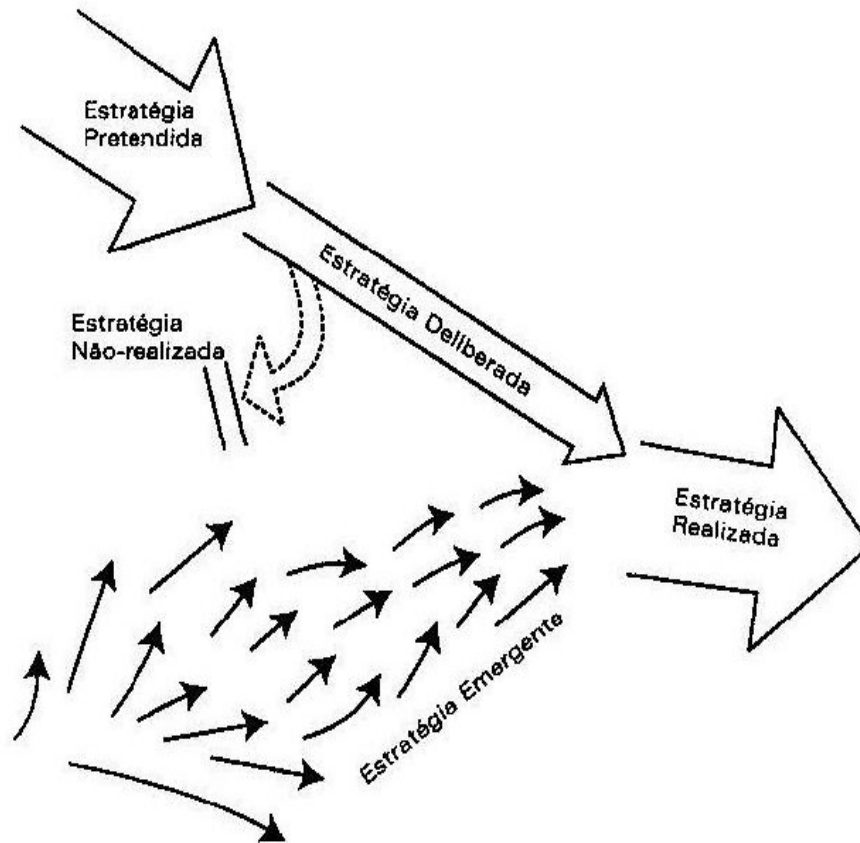 Estratégia
Pretendida
Estratégia Deliberada
Estratégia
Não-realizada
Estratégia
Realizada
Estratégia Emergente